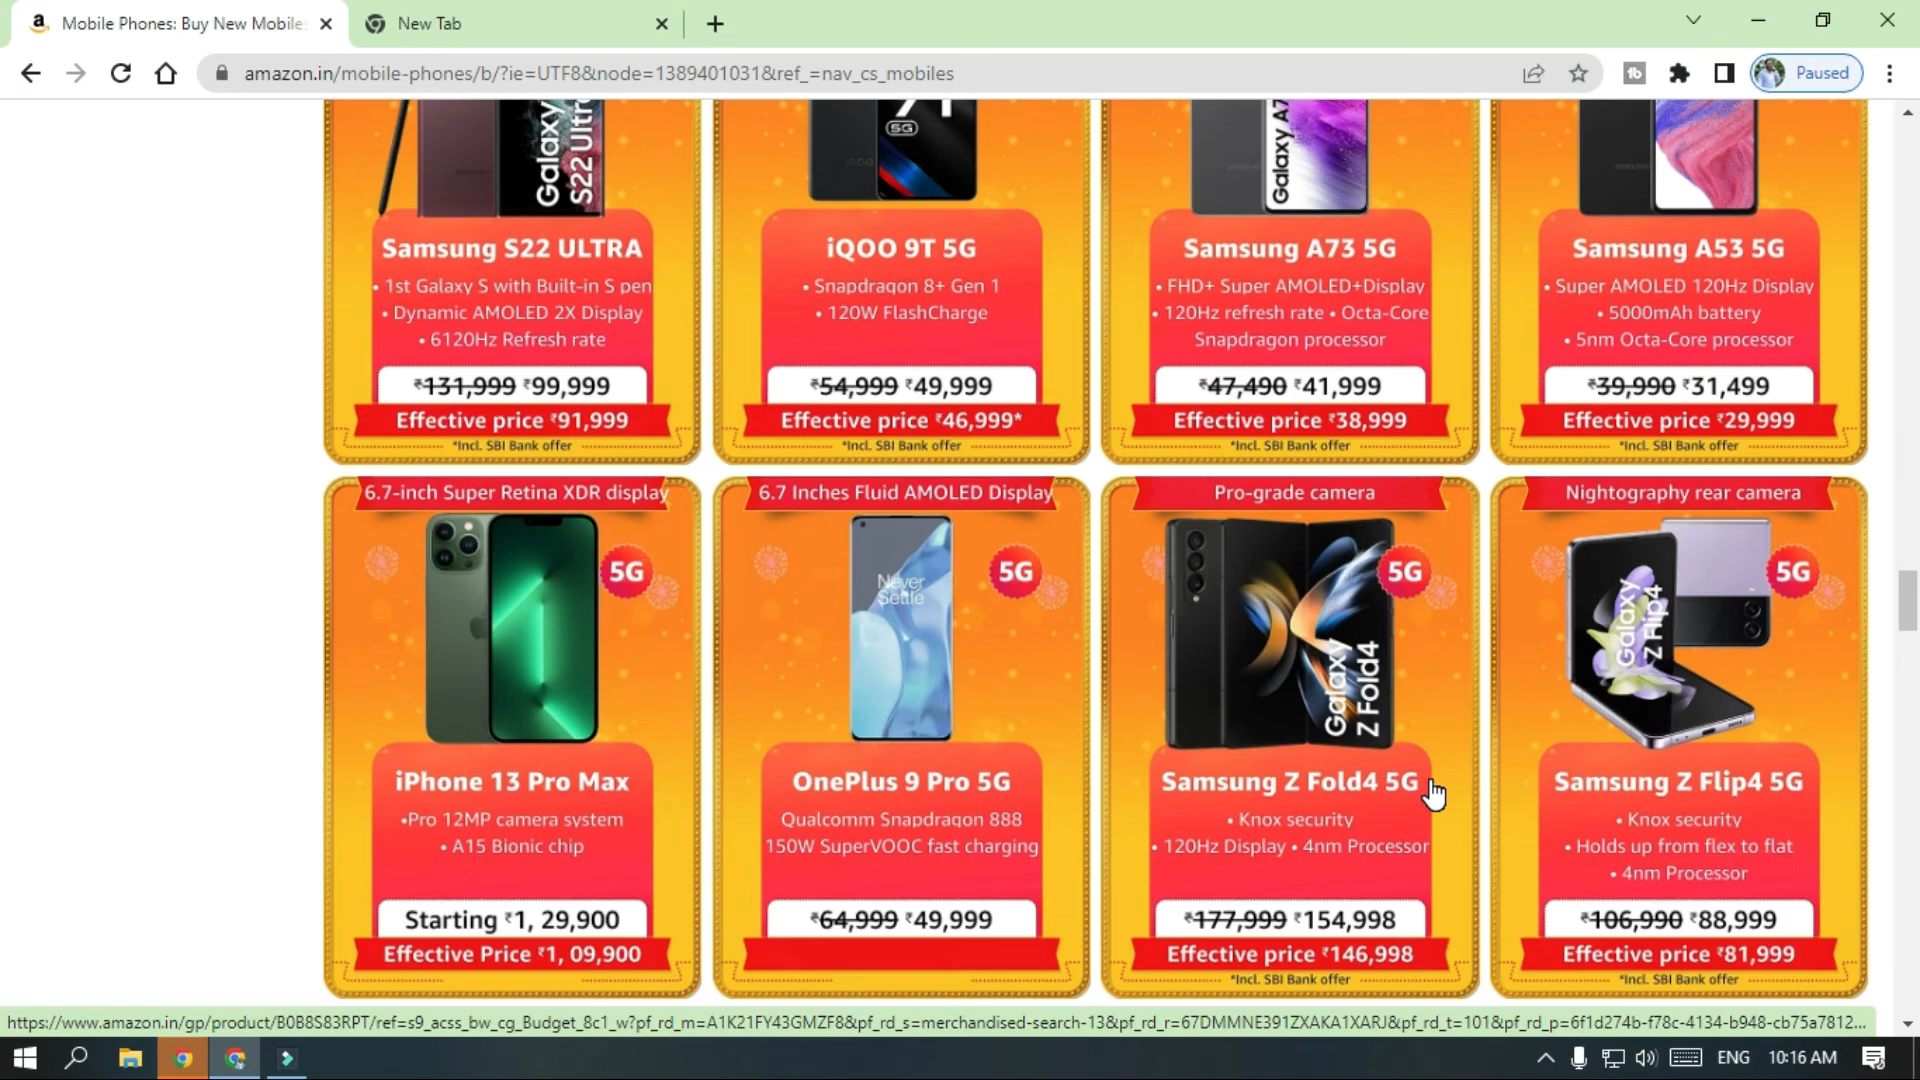 Mobile Phones: Buy New Mobile
New Tab
amazon.in/mobile-phones/b/?ie=UTF8&node=1389401031&ref_=nav_cs_mobiles
Paused
Galaxy
S22 Ultra
5G
Galaxy A7
Samsung S22 ULTRA
• 1st Galaxy S with Built-in S pen
• Dynamic AMOLED 2X Display
• 6120Hz Refresh rate
₹131,999 ₹99,999
Effective price ₹91,999
*Incl. SBI Bank offer
iQOO 9T 5G
• Snapdragon 8+ Gen 1
• 120W FlashCharge
₹54,999 ₹49,999
Effective price ₹46,999*
*Incl. SBI Bank offer
Samsung A73 5G
• FHD+ Super AMOLED+Display
• 120Hz refresh rate • Octa-Core
Snapdragon processor
₹47,490 ₹41,999
Effective price ₹38,999
*Incl. SBI Bank offer
Samsung A53 5G
• Super AMOLED 120Hz Display
• 5000mAh battery
• 5nm Octa-Core processor
₹39,990 ₹31,499
Effective price ₹29,999
*Incl. SBI Bank offer
6.7-inch Super Retina XDR display
5G
iPhone 13 Pro Max
•Pro 12MP camera system
• A15 Bionic chip
Starting ₹1, 29,900
Effective Price ₹1, 09,900
6.7 Inches Fluid AMOLED Display
5G
Never
Settle
OnePlus 9 Pro 5G
Qualcomm Snapdragon 888
150W SuperVOOC fast charging
₹64,999 ₹49,999
Pro-grade camera
5G
Galaxy
Z Fold4
Samsung Z Fold4 5G
• Knox security
• 120Hz Display • 4nm Processor
₹177,999 ₹154,998
Effective price ₹146,998
*Incl. SBI Bank offer
Nightography rear camera
5G
Galaxy
Z Flip4
Samsung Z Flip4 5G
• Knox security
• Holds up from flex to flat
• 4nm Processor
₹106,990 ₹88,999
Effective price ₹81,999
*Incl. SBI Bank offer
https://www.amazon.in/gp/product/B0B8S83RPT/ref=s9_acss_bw_cg_Budget_8c1_w?pf_rd_m=A1K21FY43GMZF8&pf_rd_s=merchandised-search-13&pf_rd_r=67DMMNE391ZXAKA1XARJ&pf_rd_t=101&pf_rd_p=6f1d274b-f78c-4134-b948-cb75a7812...
ENG
10:16 AM